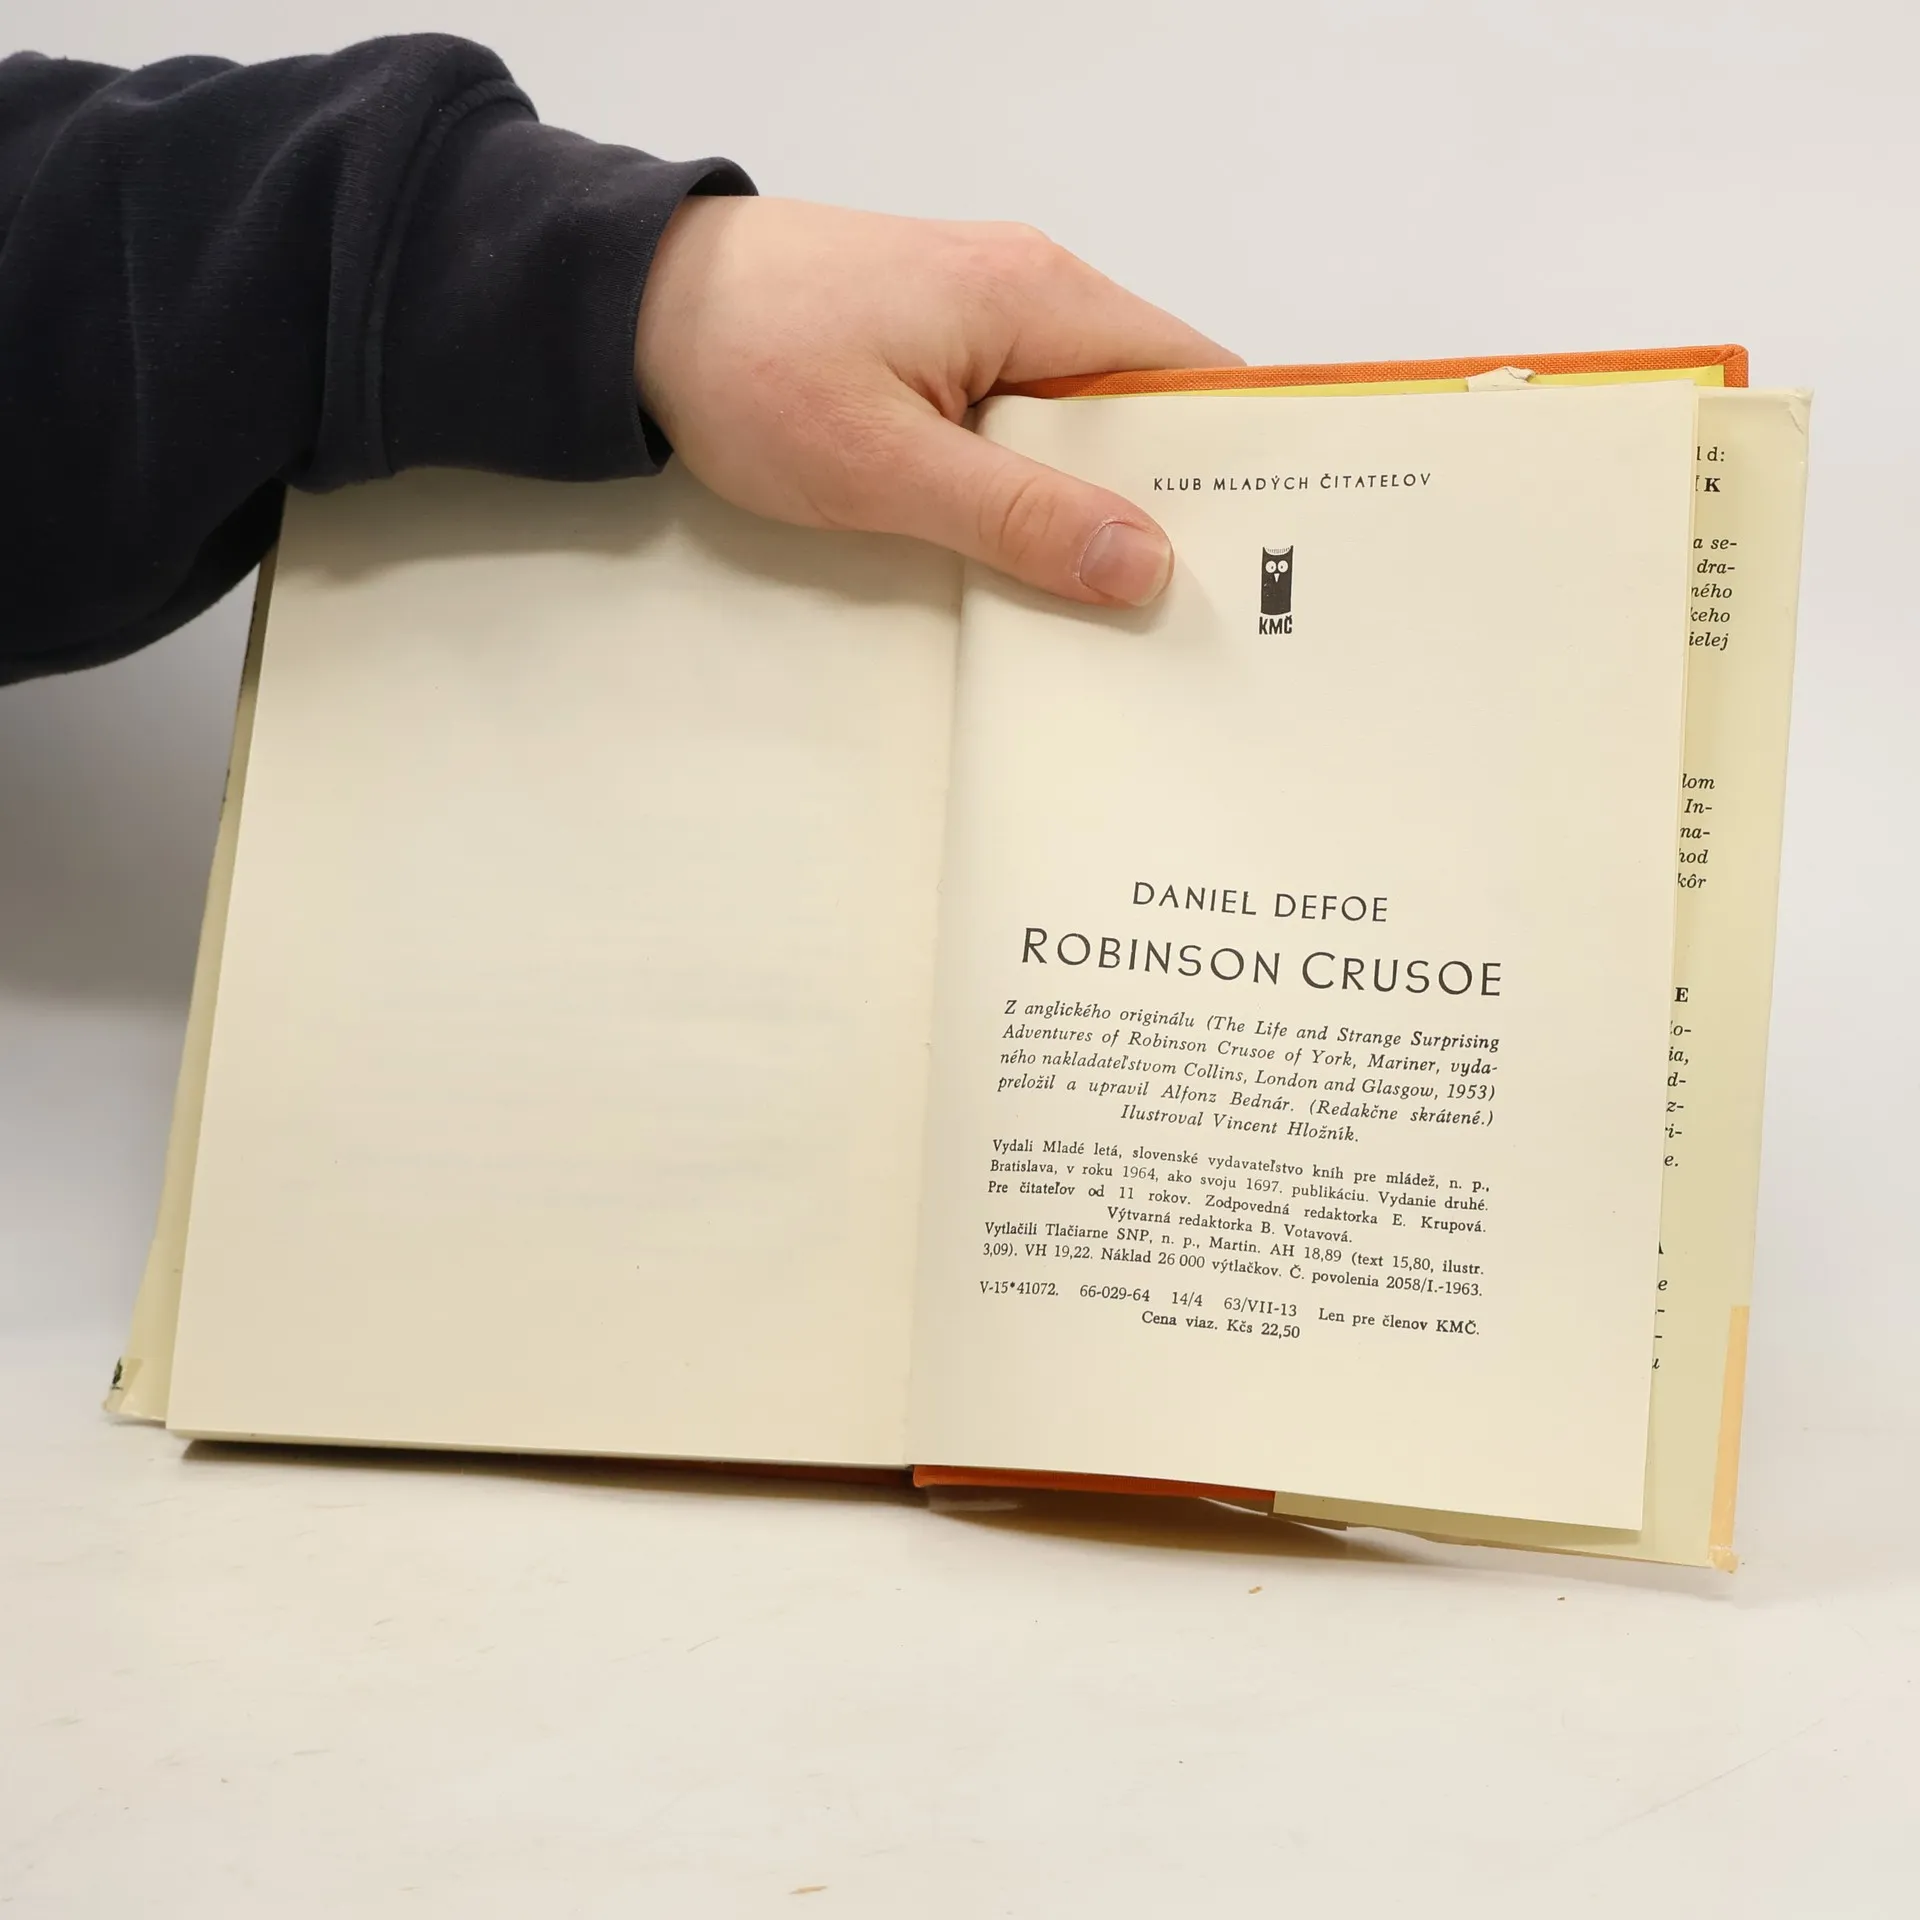 KLUB MLADÝCH ČITATEĽOV
KMČ
DANIEL DEFOE
ROBINSON CRUSOE
Z anglického originálu (The Life and Strange Surprising
Adventures of Robinson Crusoe of York, Mariner, vyda-
ného nakladateľstvom Collins, London and Glasgow, 1953)
preložil a upravil Alfonz Bednár. (Redakčne skrátené.)
Ilustroval Vincent Hložník.
Vydali Mladé letá, slovenské vydavateľstvo kníh pre mládež, n. p.,
Bratislava, v roku 1964, ako svoju 1697. publikáciu. Vydanie druhé.
Pre čitateľov od 11 rokov. Zodpovedná redaktorka E. Krupová.
Výtvarná redaktorka B. Votavová.
Vytlačili Tlačiarne SNP, n. p., Martin. AH 18,89 (text 15,80, ilustr.
3,09). VH 19,22. Náklad 26 000 výtlačkov. Č. povolenia 2058/I.-1963.
V-15*41072. 66-029-64 14/4 63/VII-13 Len pre členov KMČ.
Cena viaz. Kčs 22,50